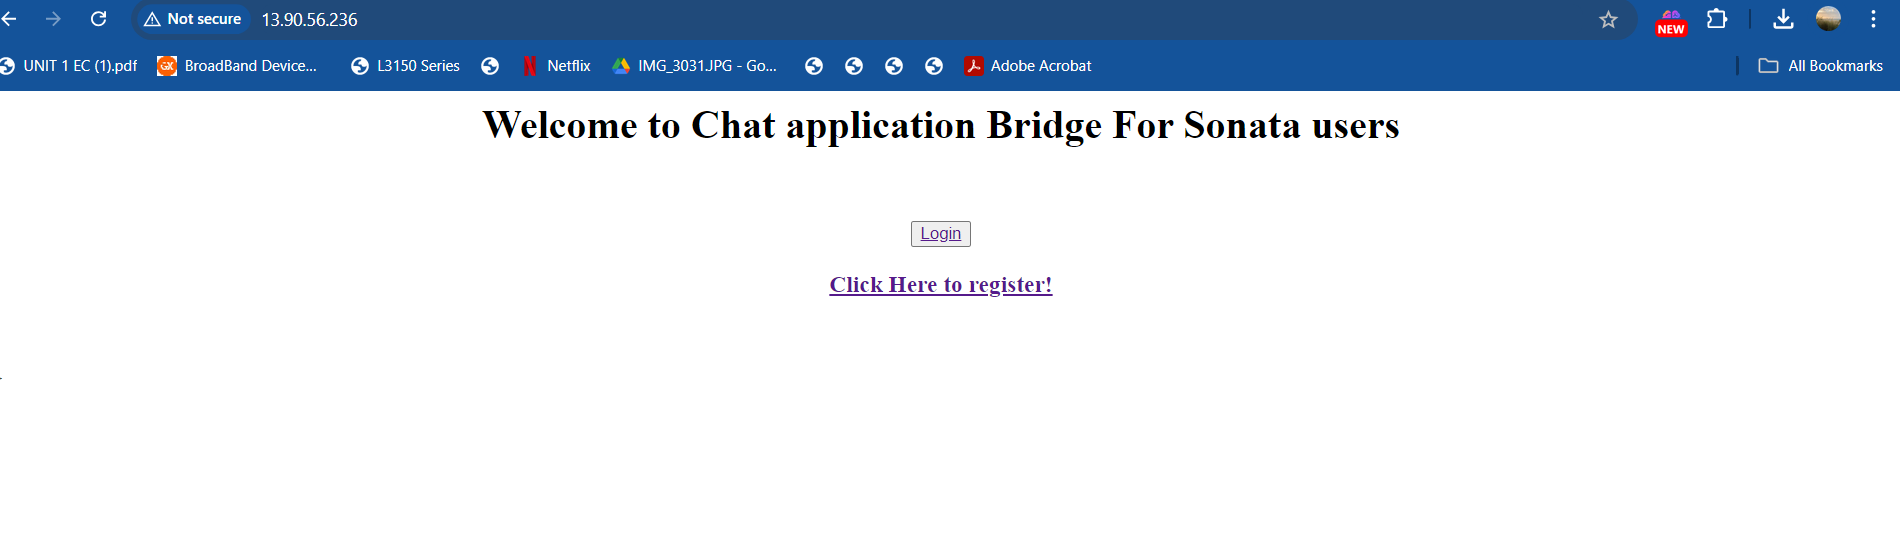 Not secure 13.90.56.236
NEW
UNIT 1 EC (1).pdf BroadBand Device... L3150 Series Netflix IMG_3031.JPG - Go... Adobe Acrobat All Bookmarks
Welcome to Chat application Bridge For Sonata users
Login
Click Here to register!